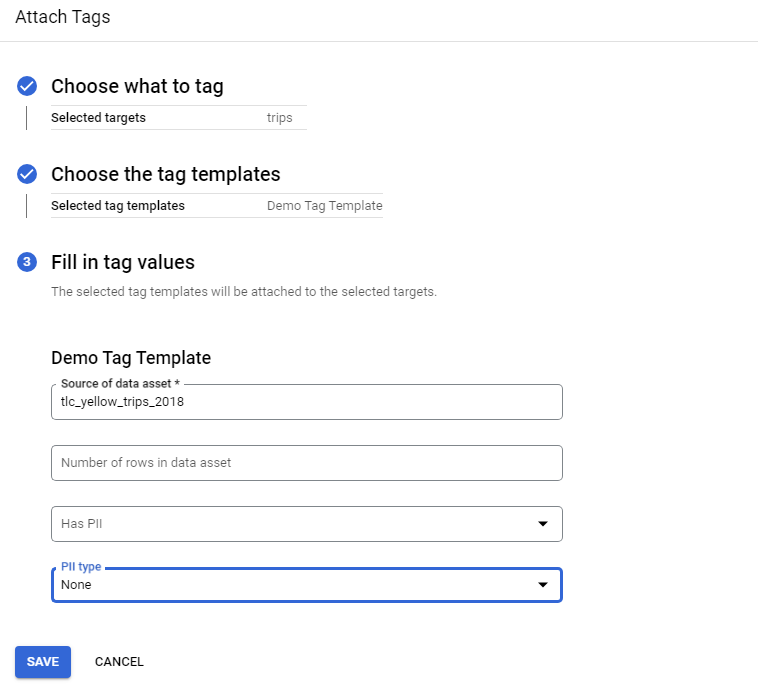 Attach Tags
Choose what to tag
Selected targets trips
Choose the tag templates
Selected tag templates Demo Tag Template
3 Fill in tag values
The selected tag templates will be attached to the selected targets.
Demo Tag Template
Source of data asset *
tlc_yellow_trips_2018
Number of rows in data asset
Has PII
PII type
None
SAVE CANCEL